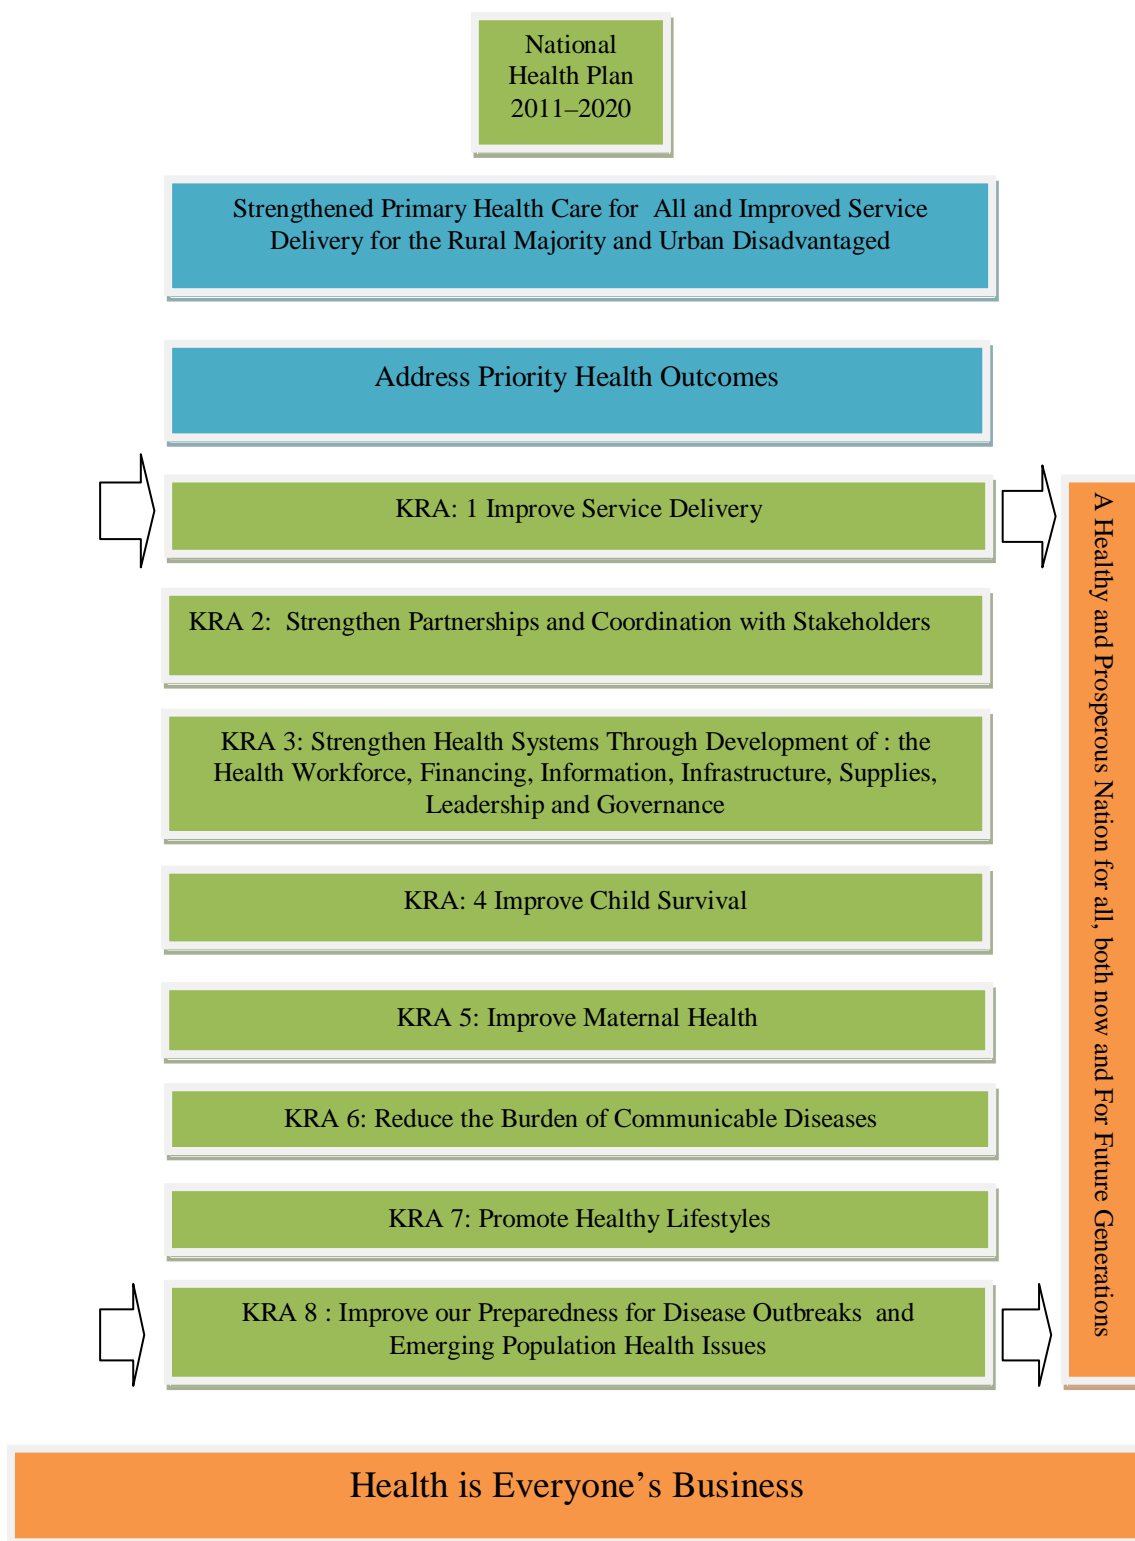 National
Health Plan
2011–2020
Strengthened Primary Health Care for All and Improved Service
Delivery for the Rural Majority and Urban Disadvantaged
Address Priority Health Outcomes
KRA: 1 Improve Service Delivery
KRA 2: Strengthen Partnerships and Coordination with Stakeholders
KRA 3: Strengthen Health Systems Through Development of : the
Health Workforce, Financing, Information, Infrastructure, Supplies,
Leadership and Governance
KRA: 4 Improve Child Survival
KRA 5: Improve Maternal Health
KRA 6: Reduce the Burden of Communicable Diseases
KRA 7: Promote Healthy Lifestyles
KRA 8 : Improve our Preparedness for Disease Outbreaks and
Emerging Population Health Issues
A Healthy and Prosperous Nation for all, both now and For Future Generations
Health is Everyone’s Business